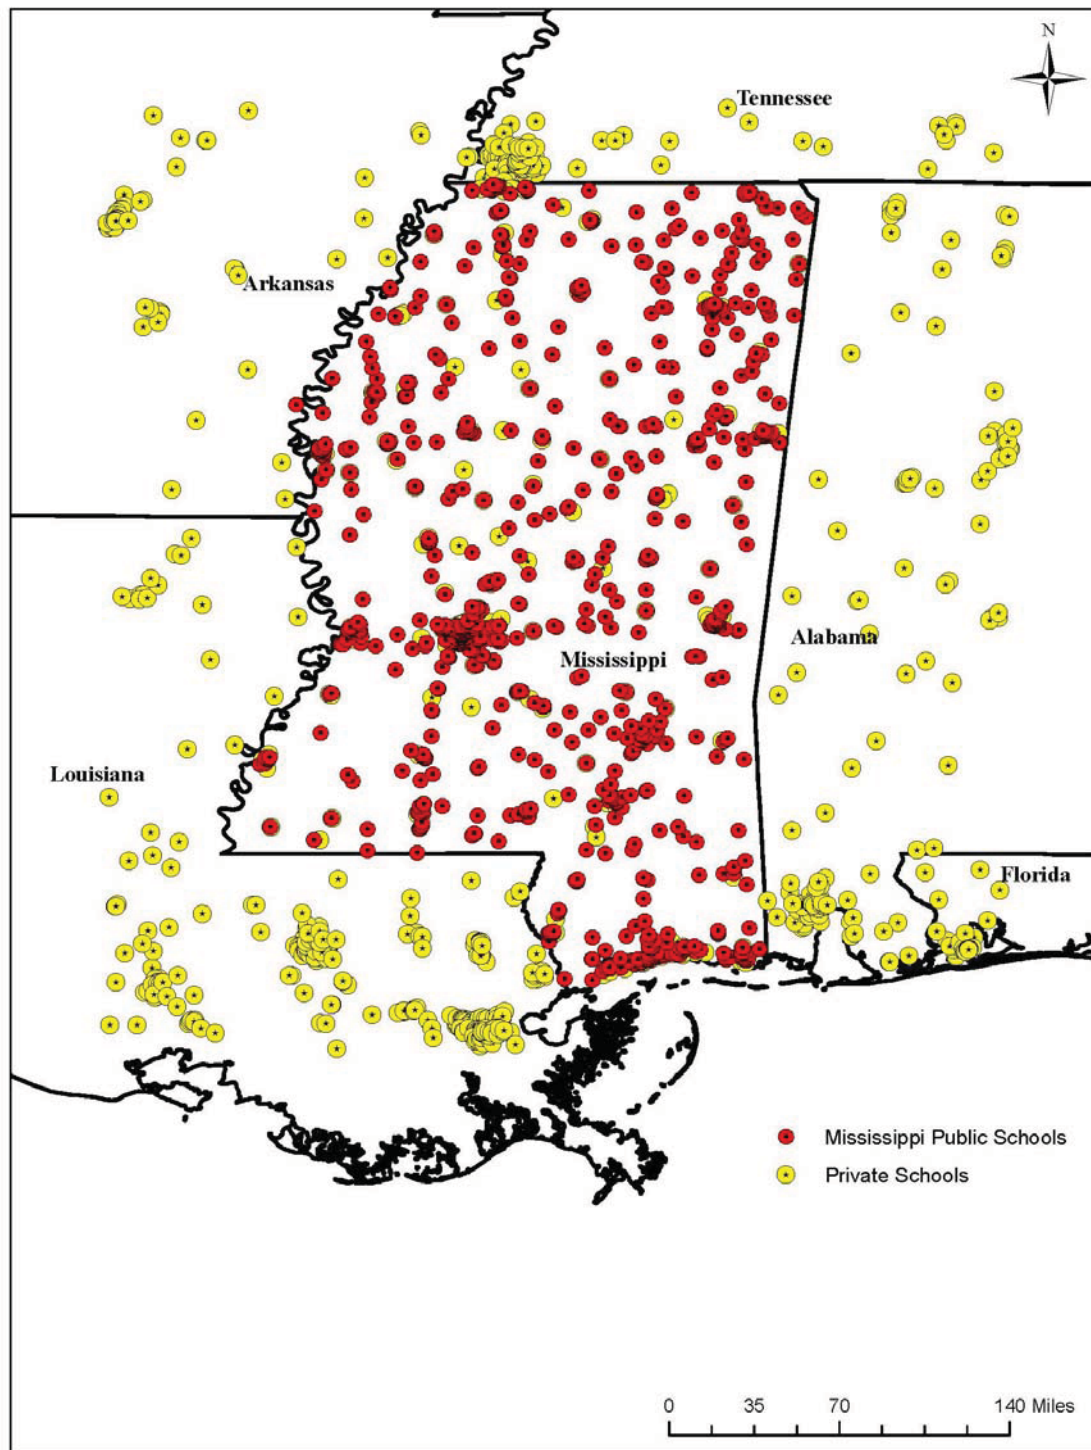 N
Tennessee
Arkansas
Mississippi
Alabama
Louisiana
Florida
Mississippi Public Schools
Private Schools
0 35 70 140 Miles